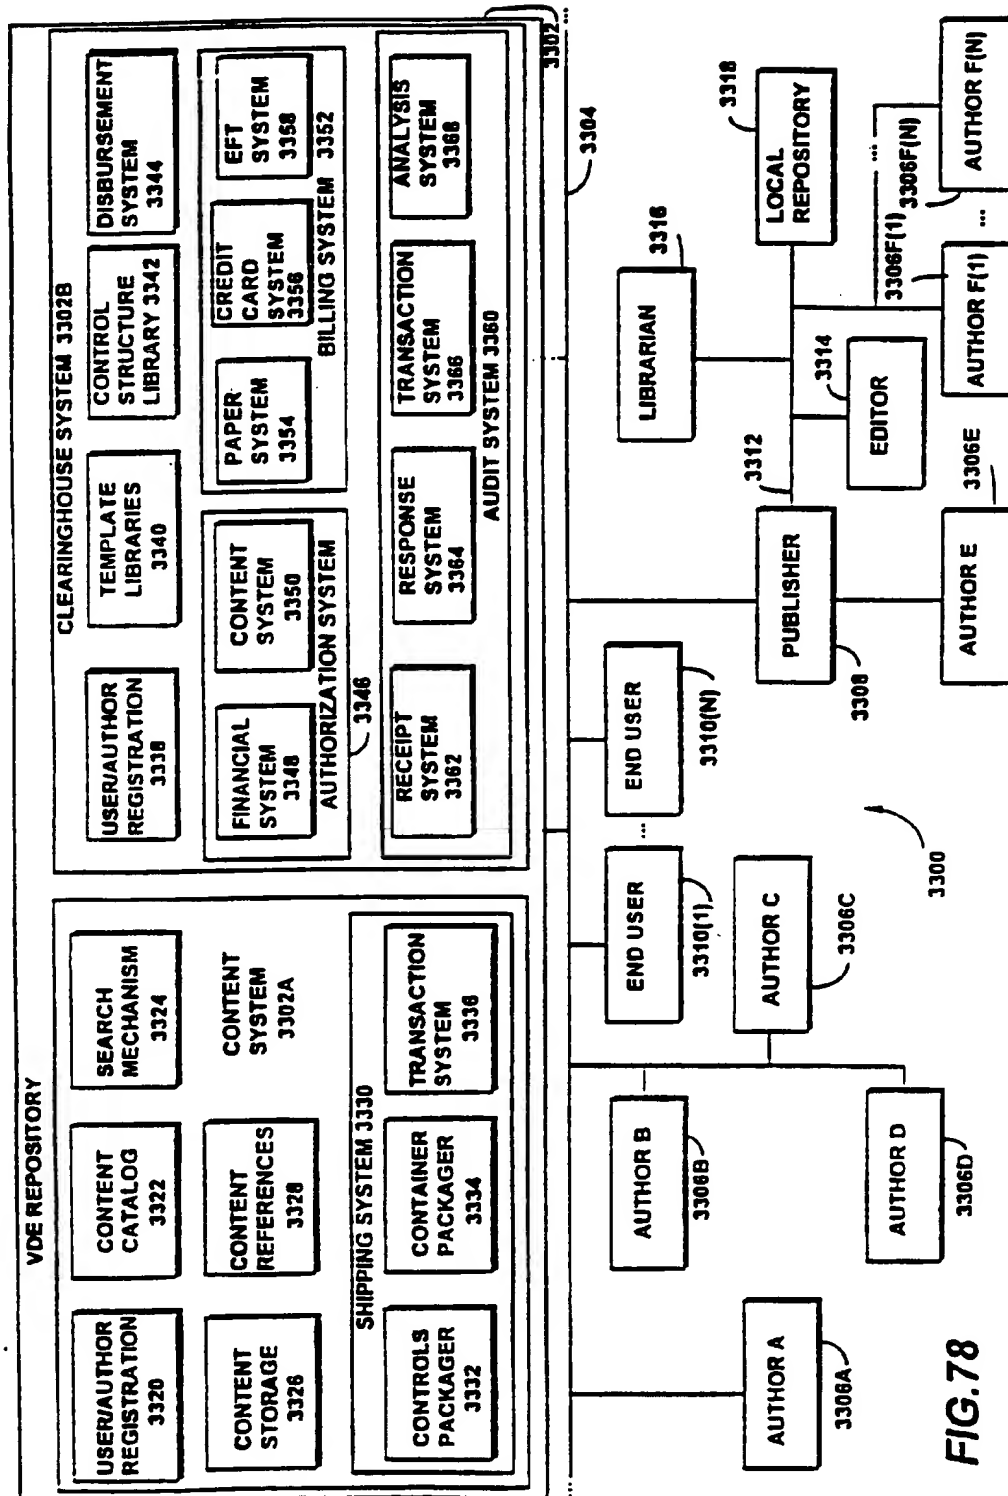 VDE REPOSITORY
USER/AUTHOR
REGISTRATION
3320
CONTENT
CATALOG
3322
SEARCH
MECHANISM
3324
CONTENT
STORAGE
3326
CONTENT
REFERENCES
3328
CONTENT
SYSTEM
3302A
SHIPPING SYSTEM 3330
CONTROLS
PACKAGER
3332
CONTAINER
PACKAGER
3334
TRANSACTION
SYSTEM
3336
CLEARINGHOUSE SYSTEM 3302B
USER/AUTHOR
REGISTRATION
3338
TEMPLATE
LIBRARIES
3340
CONTROL
STRUCTURE
LIBRARY 3342
DISBURSEMENT
SYSTEM
3344
FINANCIAL
SYSTEM
3348
CONTENT
SYSTEM
3350
AUTHORIZATION SYSTEM
3346
PAPER
SYSTEM
3354
CREDIT
CARD
SYSTEM
3356
EFT
SYSTEM
3358
BILLING SYSTEM 3352
RECEIPT
SYSTEM
3362
RESPONSE
SYSTEM
3364
TRANSACTION
SYSTEM
3366
ANALYSIS
SYSTEM
3368
AUDIT SYSTEM 3360
3302
3304
AUTHOR A
3306A
AUTHOR B
3306B
AUTHOR C
3306C
AUTHOR D
3306D
END USER
3310(1)
...
END USER
3310(N)
3300
PUBLISHER
3308
3312
AUTHOR E
3306E
EDITOR
3314
LIBRARIAN
3316
LOCAL
REPOSITORY
3318
AUTHOR F(1)
3306F(1)
...
AUTHOR F(N)
3306F(N)
FIG.78